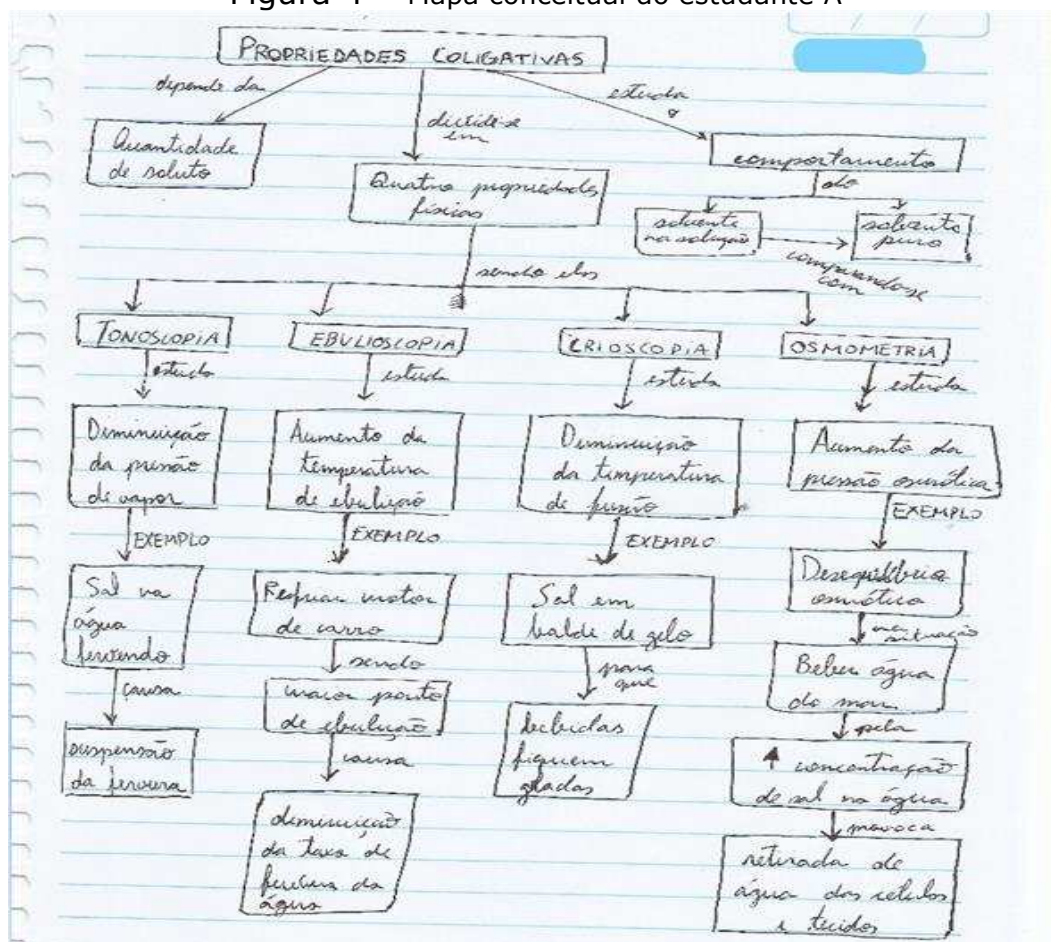 Figura 4 – Mapa conceitual do estudante A
PROPRIEDADES COLIGATIVAS
depende da
divide-se
em
estuda
o
Quantidade
de soluto
Quatro propriedades
físicas
comportamento
do
solvente
na solução
solvente
puro
comparando-se
com
sendo elas
TONOSCOPIA
EBULIOSCOPIA
CRIOSCOPIA
OSMOMETRIA
estuda
estuda
estuda
estuda
Diminuição
da pressão
de vapor
Aumento da
temperatura
de ebulição
Diminuição
da temperatura
de fusão
Aumento da
pressão osmótica
EXEMPLO
EXEMPLO
EXEMPLO
EXEMPLO
Sal na
água
fervendo
Resfriar motor
de carro
Sal em
balde de gelo
Desequilíbrio
osmótico
causa
sendo
para
que
situação
suspensão
da fervura
maior ponto
de ebulição
bebidas
fiquem
geladas
Beber água
do mar
causa
pela
diminuição
da taxa de
fervura da
água
↑ concentração
de sal na água
provoca
retirada de
água das células
e tecidos